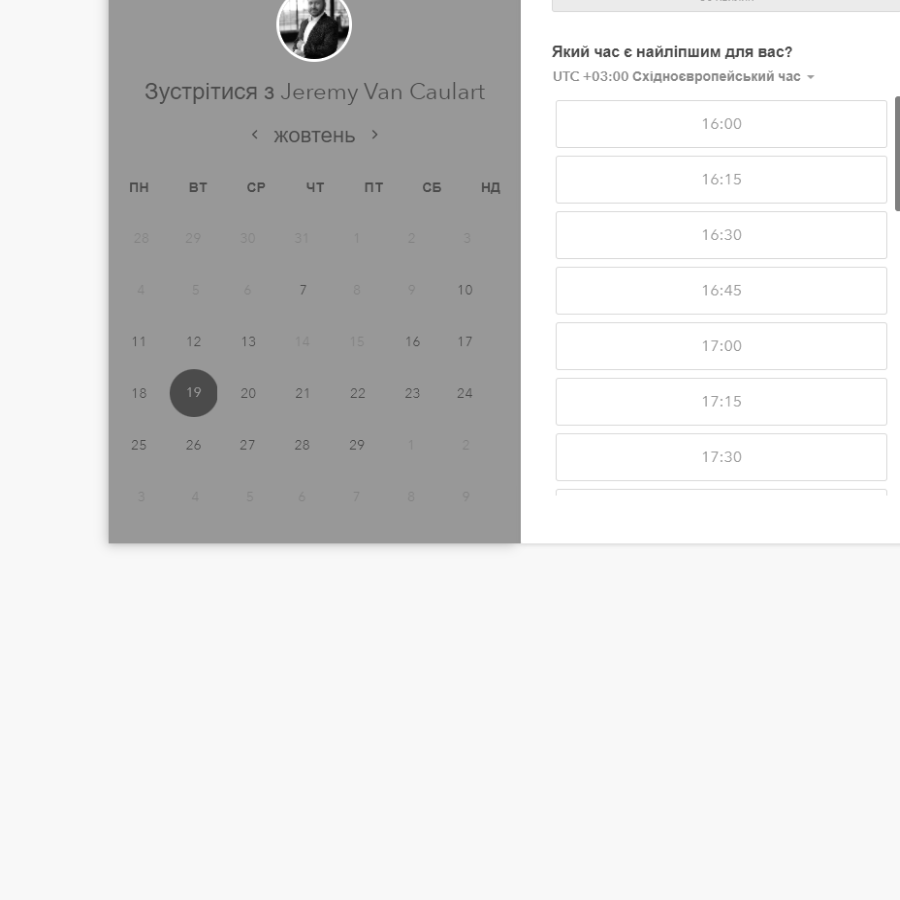 Зустрітися з Jeremy Van Caulart
жовтень
ПН ВТ СР ЧТ ПТ СБ НД
28 29 30 31 1 2 3
4 5 6 7 8 9 10
11 12 13 14 15 16 17
18 19 20 21 22 23 24
25 26 27 28 29 1 2
3 4 5 6 7 8 9
Який час є найліпшим для вас?
UTC +03:00 Східноєвропейський час
16:00
16:15
16:30
16:45
17:00
17:15
17:30